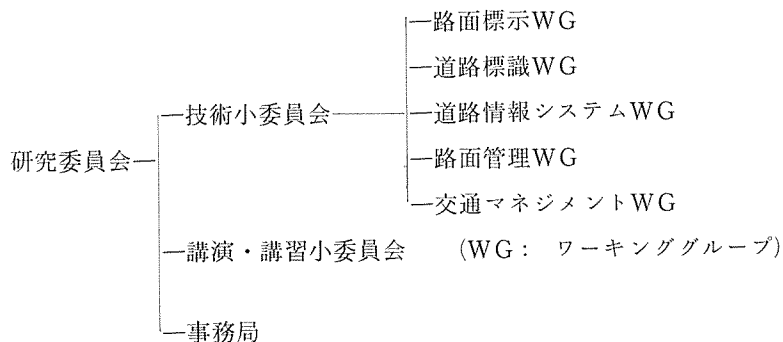 路面標示WG
道路標識WG
技術小委員会
道路情報システムWG
研究委員会
路面管理WG
交通マネジメントWG
講演・講習小委員会 (WG: ワーキンググループ)
事務局